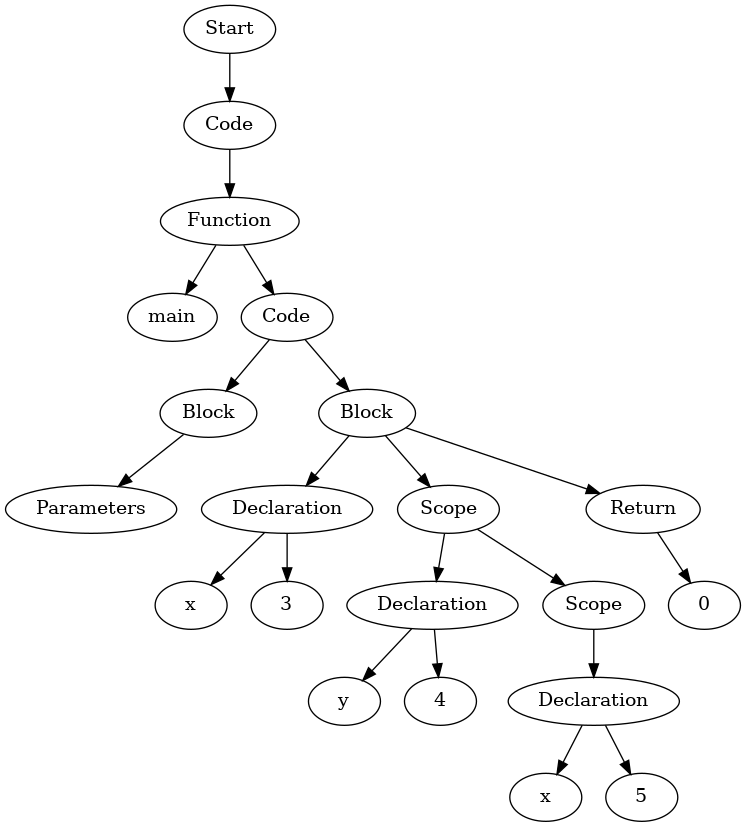 Start
Code
Function
main
Code
Block
Block
Parameters
Declaration
Scope
Return
x
3
Declaration
Scope
0
y
4
Declaration
x
5